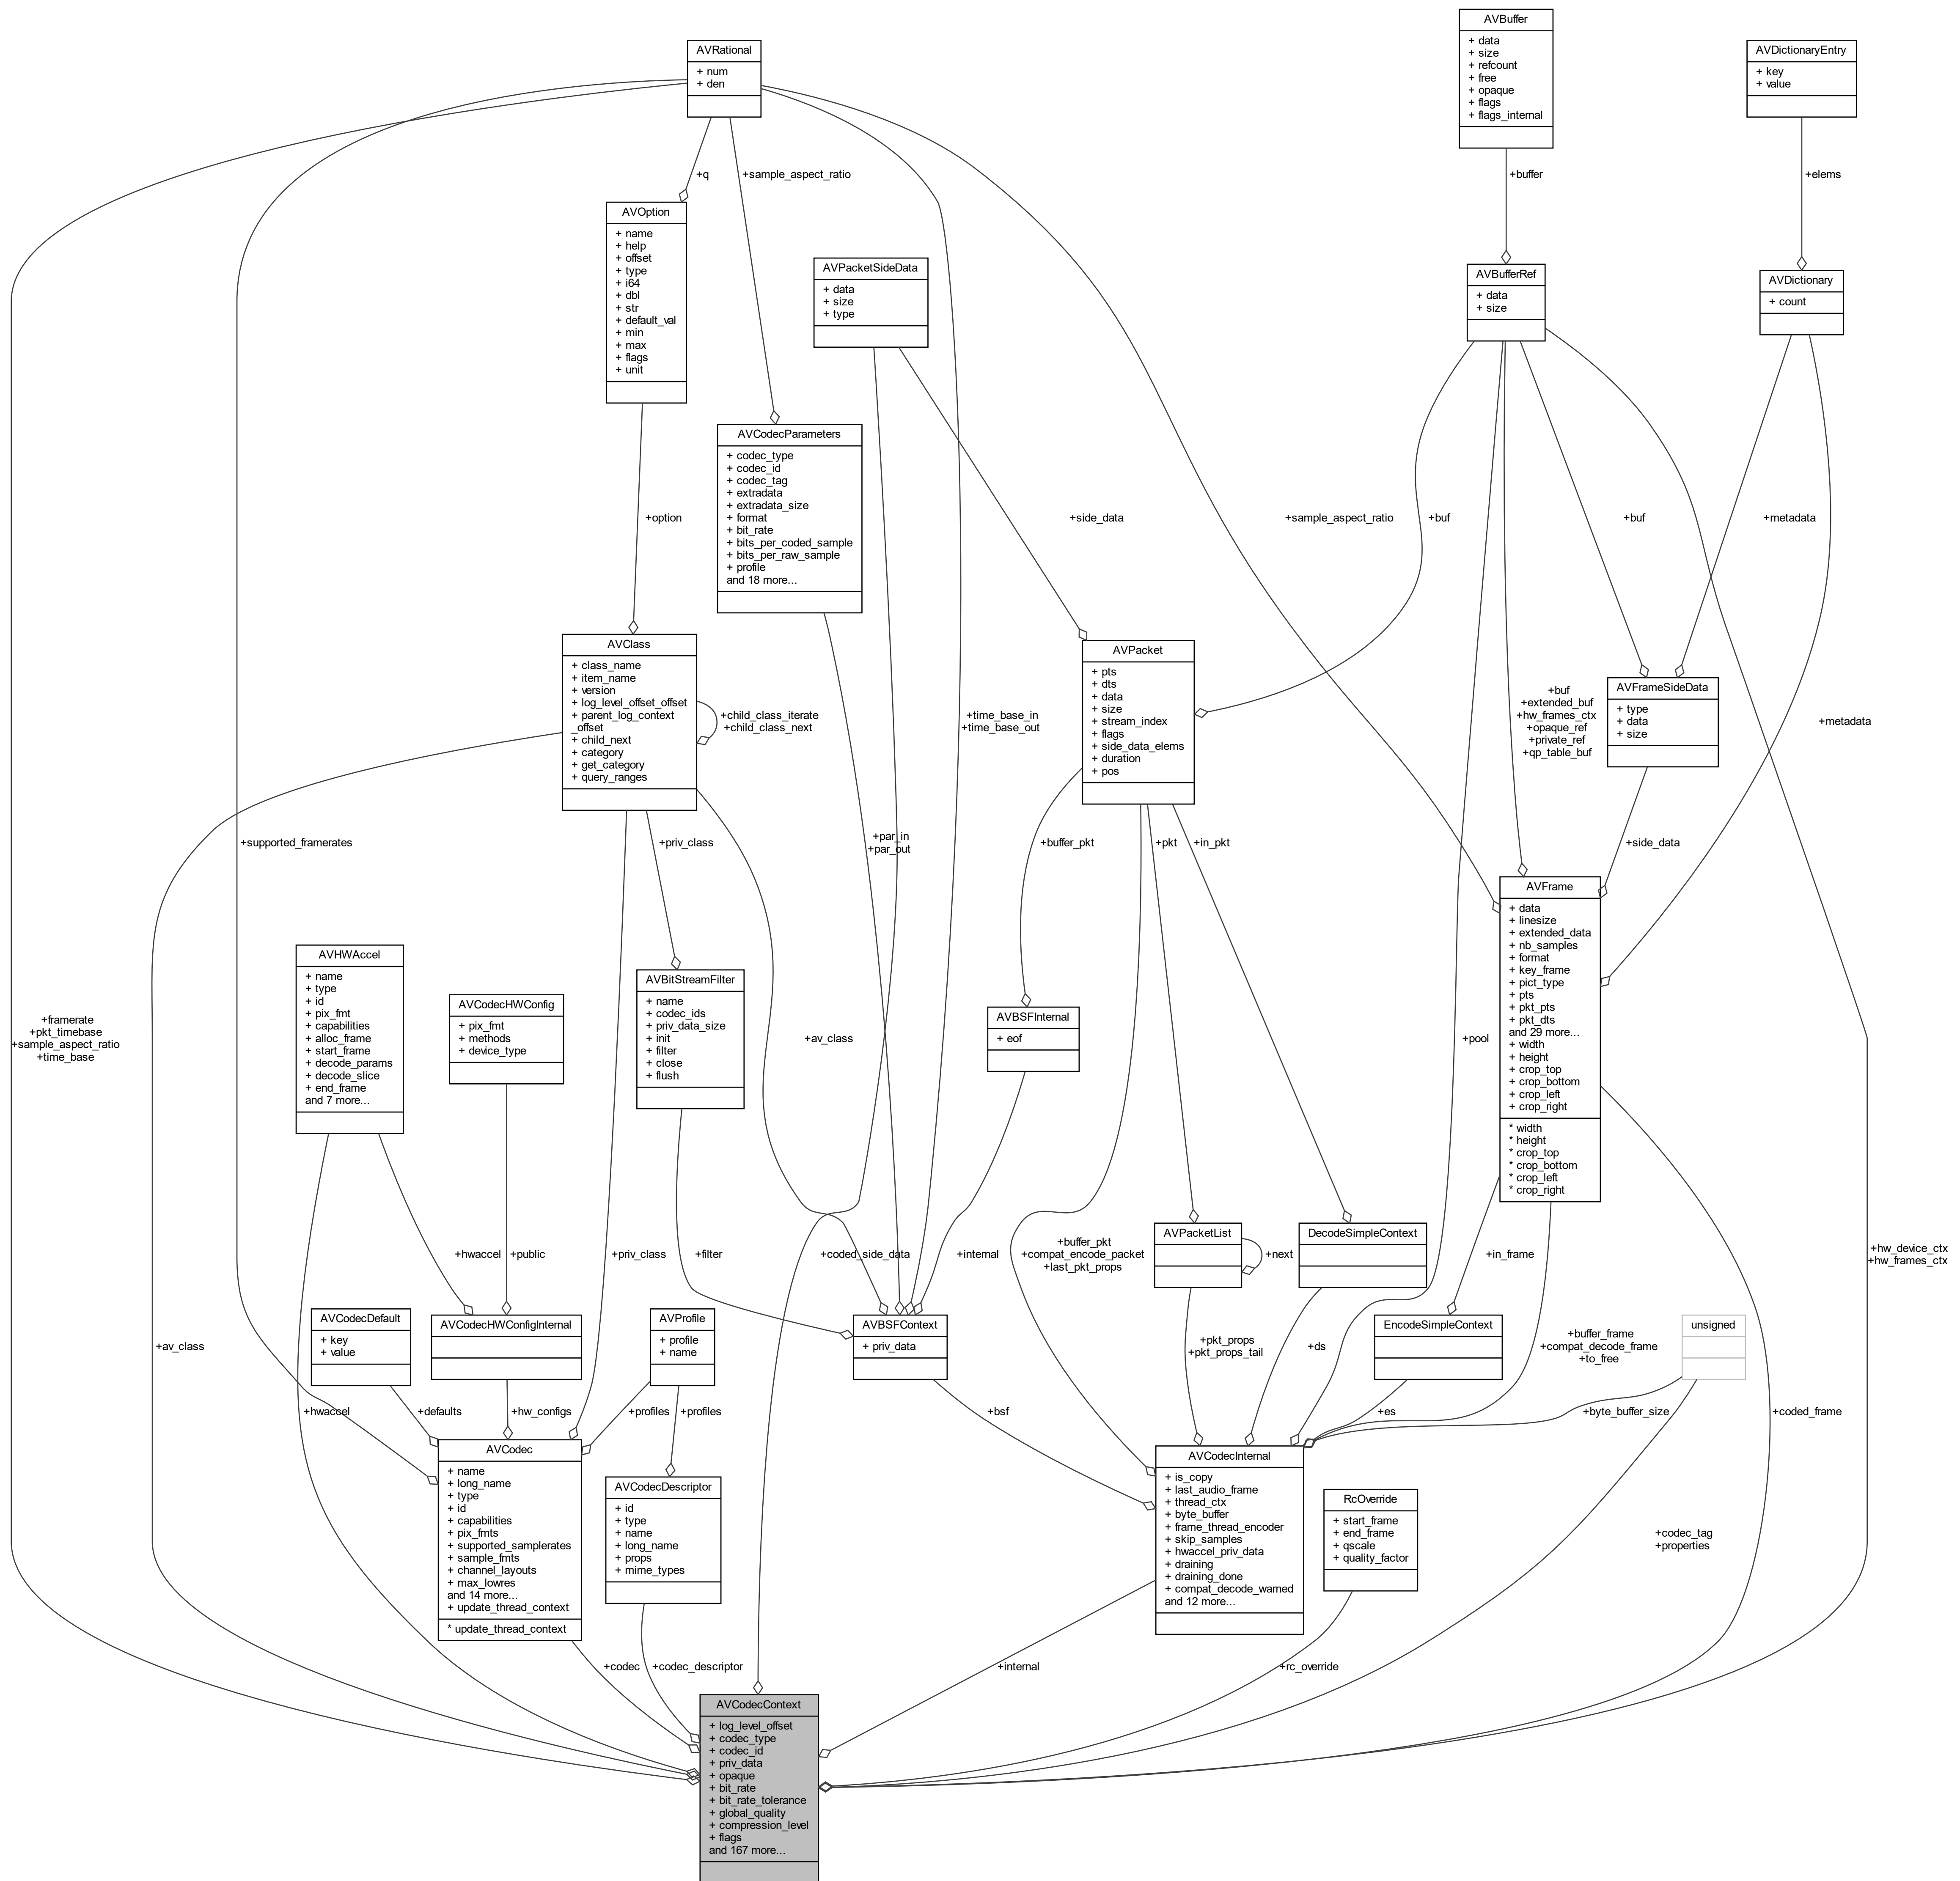 AVBuffer
+ data
+ size
+ refcount
+ free
+ opaque
+ flags
+ flags_internal
AVRational
+ num
+ den
AVDictionaryEntry
+ key
+ value
+q
+sample_aspect_ratio
+buffer
+elems
AVOption
+ name
+ help
+ offset
+ type
+ i64
+ dbl
+ str
+ default_val
+ min
+ max
+ flags
+ unit
AVPacketSideData
+ data
+ size
+ type
AVBufferRef
+ data
+ size
AVDictionary
+ count
AVCodecParameters
+ codec_type
+ codec_id
+ codec_tag
+ extradata
+ extradata_size
+ format
+ bit_rate
+ bits_per_coded_sample
+ bits_per_raw_sample
+ profile
and 18 more...
+option
+side_data
+sample_aspect_ratio
+buf
+buf
+metadata
AVClass
+ class_name
+ item_name
+ version
+ log_level_offset_offset
+ parent_log_context
_offset
+ child_next
+ category
+ get_category
+ query_ranges
+child_class_iterate
+child_class_next
+time_base_in
+time_base_out
AVPacket
+ pts
+ dts
+ data
+ size
+ stream_index
+ flags
+ side_data_elems
+ duration
+ pos
+buf
+extended_buf
+hw_frames_ctx
+opaque_ref
+private_ref
+qp_table_buf
AVFrameSideData
+ type
+ data
+ size
+metadata
+supported_framerates
+priv_class
+par_in
+par_out
+buffer_pkt
+pkt
+in_pkt
+side_data
AVFrame
+ data
+ linesize
+ extended_data
+ nb_samples
+ format
+ key_frame
+ pict_type
+ pts
+ pkt_pts
+ pkt_dts
and 29 more...
+ width
+ height
+ crop_top
+ crop_bottom
+ crop_left
+ crop_right
* width
* height
* crop_top
* crop_bottom
* crop_left
* crop_right
AVHWAccel
+ name
+ type
+ id
+ pix_fmt
+ capabilities
+ alloc_frame
+ start_frame
+ decode_params
+ decode_slice
+ end_frame
and 7 more...
AVCodecHWConfig
+ pix_fmt
+ methods
+ device_type
AVBitStreamFilter
+ name
+ codec_ids
+ priv_data_size
+ init
+ filter
+ close
+ flush
AVBSFInternal
+ eof
+framerate
+pkt_timebase
+sample_aspect_ratio
+time_base
+av_class
+pool
+hwaccel
+public
+priv_class
+filter
+coded_side_data
+internal
+buffer_pkt
+compat_encode_packet
+last_pkt_props
AVPacketList
+next
DecodeSimpleContext
+in_frame
+hw_device_ctx
+hw_frames_ctx
AVCodecDefault
+ key
+ value
AVCodecHWConfigInternal
AVProfile
+ profile
+ name
AVBSFContext
+ priv_data
EncodeSimpleContext
unsigned
+av_class
+pkt_props
+pkt_props_tail
+ds
+buffer_frame
+compat_decode_frame
+to_free
+hwaccel
+defaults
+hw_configs
+profiles
+profiles
+bsf
+es
+byte_buffer_size
+coded_frame
AVCodec
+ name
+ long_name
+ type
+ id
+ capabilities
+ pix_fmts
+ supported_samplerates
+ sample_fmts
+ channel_layouts
+ max_lowres
and 14 more...
+ update_thread_context
* update_thread_context
AVCodecDescriptor
+ id
+ type
+ name
+ long_name
+ props
+ mime_types
AVCodecInternal
+ is_copy
+ last_audio_frame
+ thread_ctx
+ byte_buffer
+ frame_thread_encoder
+ skip_samples
+ hwaccel_priv_data
+ draining
+ draining_done
+ compat_decode_warned
and 12 more...
RcOverride
+ start_frame
+ end_frame
+ qscale
+ quality_factor
+codec_tag
+properties
+codec
+codec_descriptor
+internal
+rc_override
AVCodecContext
+ log_level_offset
+ codec_type
+ codec_id
+ priv_data
+ opaque
+ bit_rate
+ bit_rate_tolerance
+ global_quality
+ compression_level
+ flags
and 167 more...